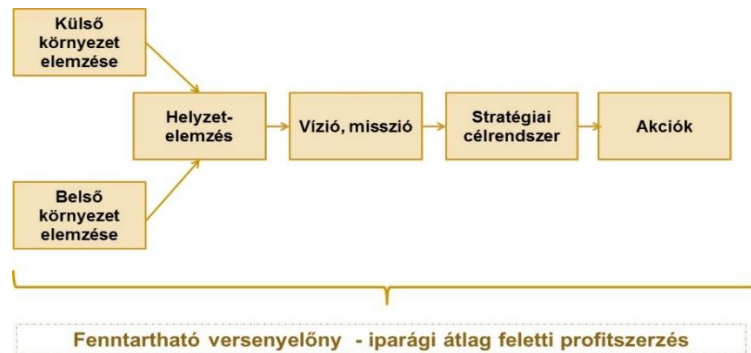 Külső
környezet
elemzése
Helyzet-
elemzés
Vízió, misszió
Stratégiai
célrendszer
Akciók
Belső
környezet
elemzése
Fenntartható versenyelőny - iparági átlag feletti profitszerzés